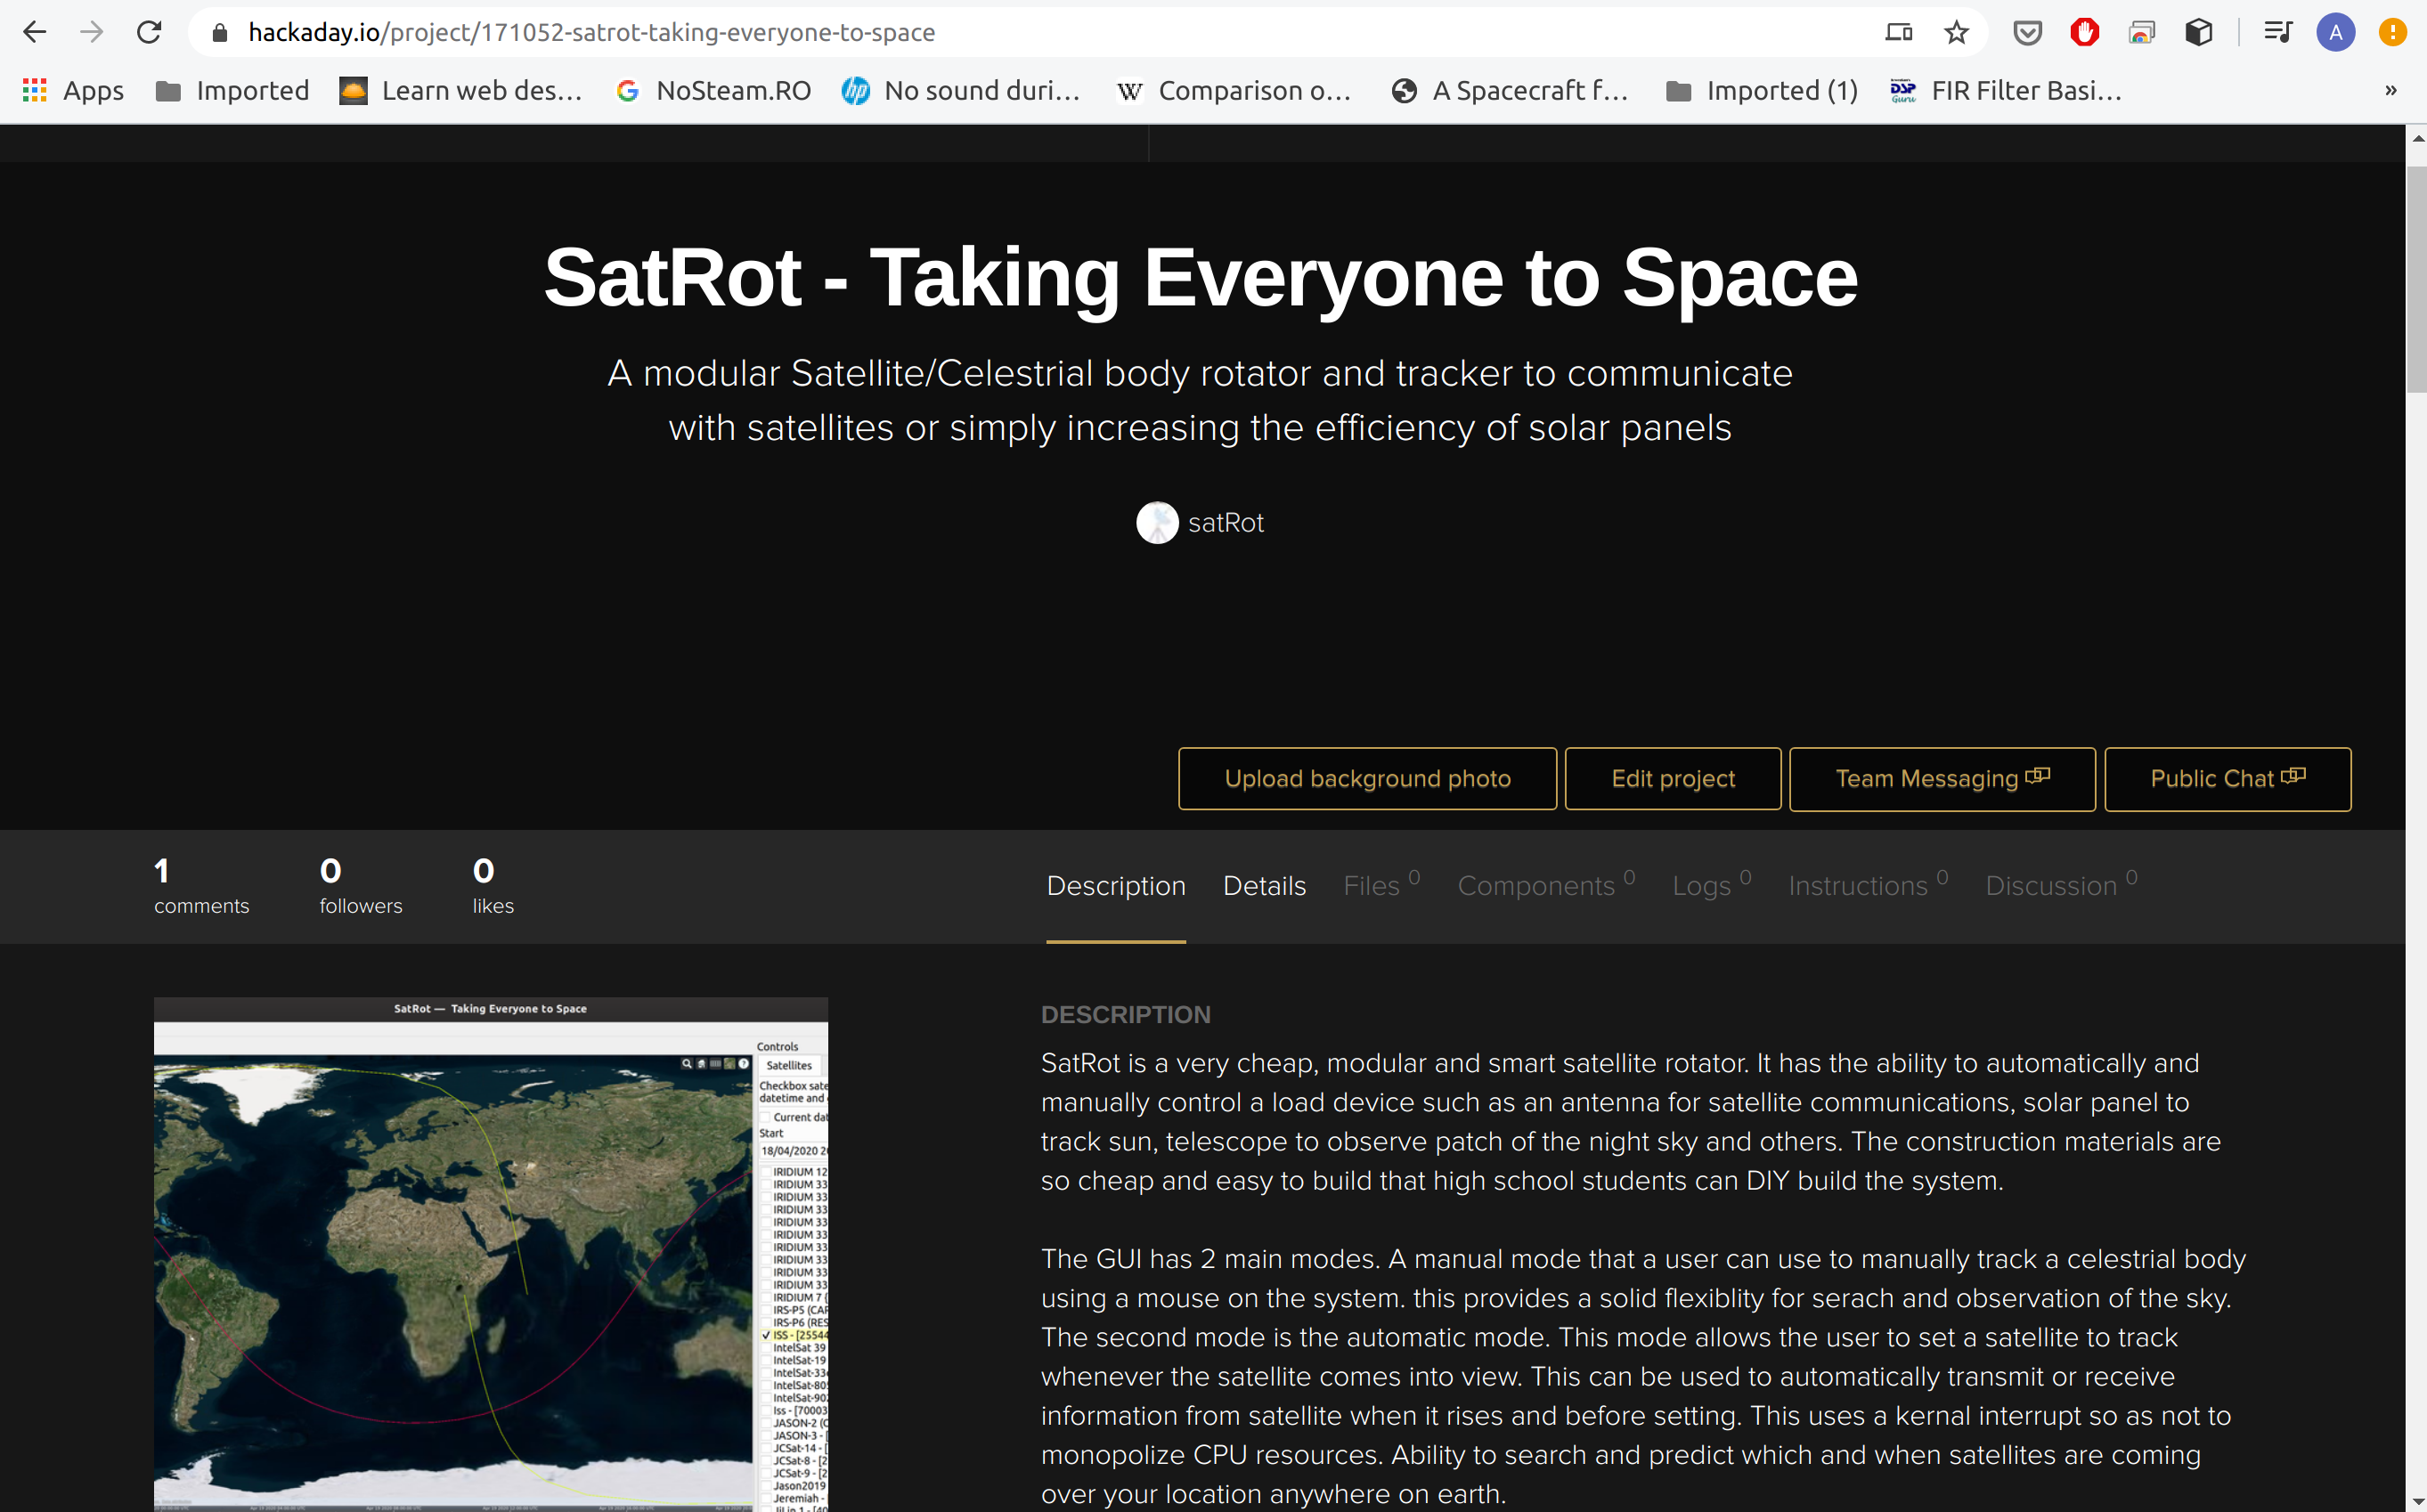 hackaday.io/project/171052-satrot-taking-everyone-to-space
A
Apps
Imported
Learn web des...
NoSteam.RO
No sound duri...
W Comparison o...
A Spacecraft f...
Imported (1)
DSP Guru FIR Filter Basi...
»
SatRot - Taking Everyone to Space
A modular Satellite/Celestrial body rotator and tracker to communicate
with satellites or simply increasing the efficiency of solar panels
satRot
Upload background photo
Edit project
Team Messaging
Public Chat
1
comments
0
followers
0
likes
Description
Details
Files 0
Components 0
Logs 0
Instructions 0
Discussion 0
SatRot — Taking Everyone to Space
Controls
Satellites
Checkbox sate
datetime and
Current dat
Start
18/04/2020 20
IRIDIUM 12
IRIDIUM 33
IRIDIUM 33
IRIDIUM 33
IRIDIUM 33
IRIDIUM 33
IRIDIUM 33
IRIDIUM 33
IRIDIUM 33
IRIDIUM 33
IRIDIUM 7 (
IRS-P5 (CAR
IRS-P6 (RES
ISS - [25544
IntelSat 39
IntelSat-19
IntelSat-33
IntelSat-80
IntelSat-90
Iss - [70003
JASON-2 (O
JASON-3 - [
JCSat-14 - [
JCSat-8 - [2
JCSat-9 - [2
Jason2019
Jeremiah -
DESCRIPTION
SatRot is a very cheap, modular and smart satellite rotator. It has the ability to automatically and
manually control a load device such as an antenna for satellite communications, solar panel to
track sun, telescope to observe patch of the night sky and others. The construction materials are
so cheap and easy to build that high school students can DIY build the system.
The GUI has 2 main modes. A manual mode that a user can use to manually track a celestrial body
using a mouse on the system. this provides a solid flexiblity for serach and observation of the sky.
The second mode is the automatic mode. This mode allows the user to set a satellite to track
whenever the satellite comes into view. This can be used to automatically transmit or receive
information from satellite when it rises and before setting. This uses a kernal interrupt so as not to
monopolize CPU resources. Ability to search and predict which and when satellites are coming
over your location anywhere on earth.